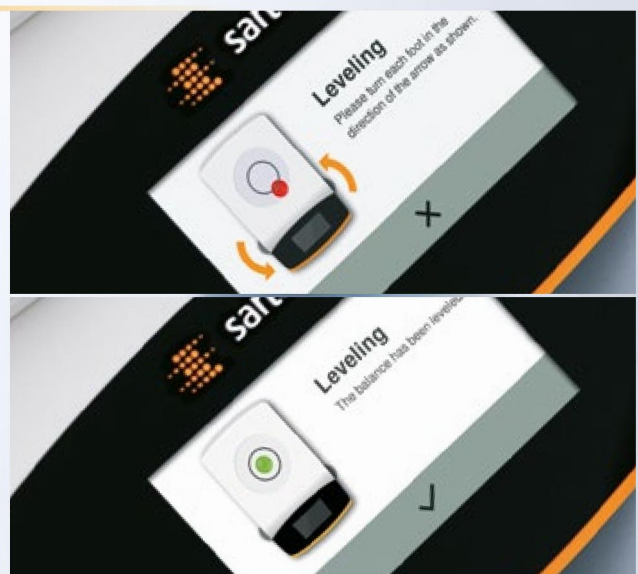 sart
Leveling
Please turn each foot in the
direction of the arrow as shown.
sart
Leveling
The balance has been leveled